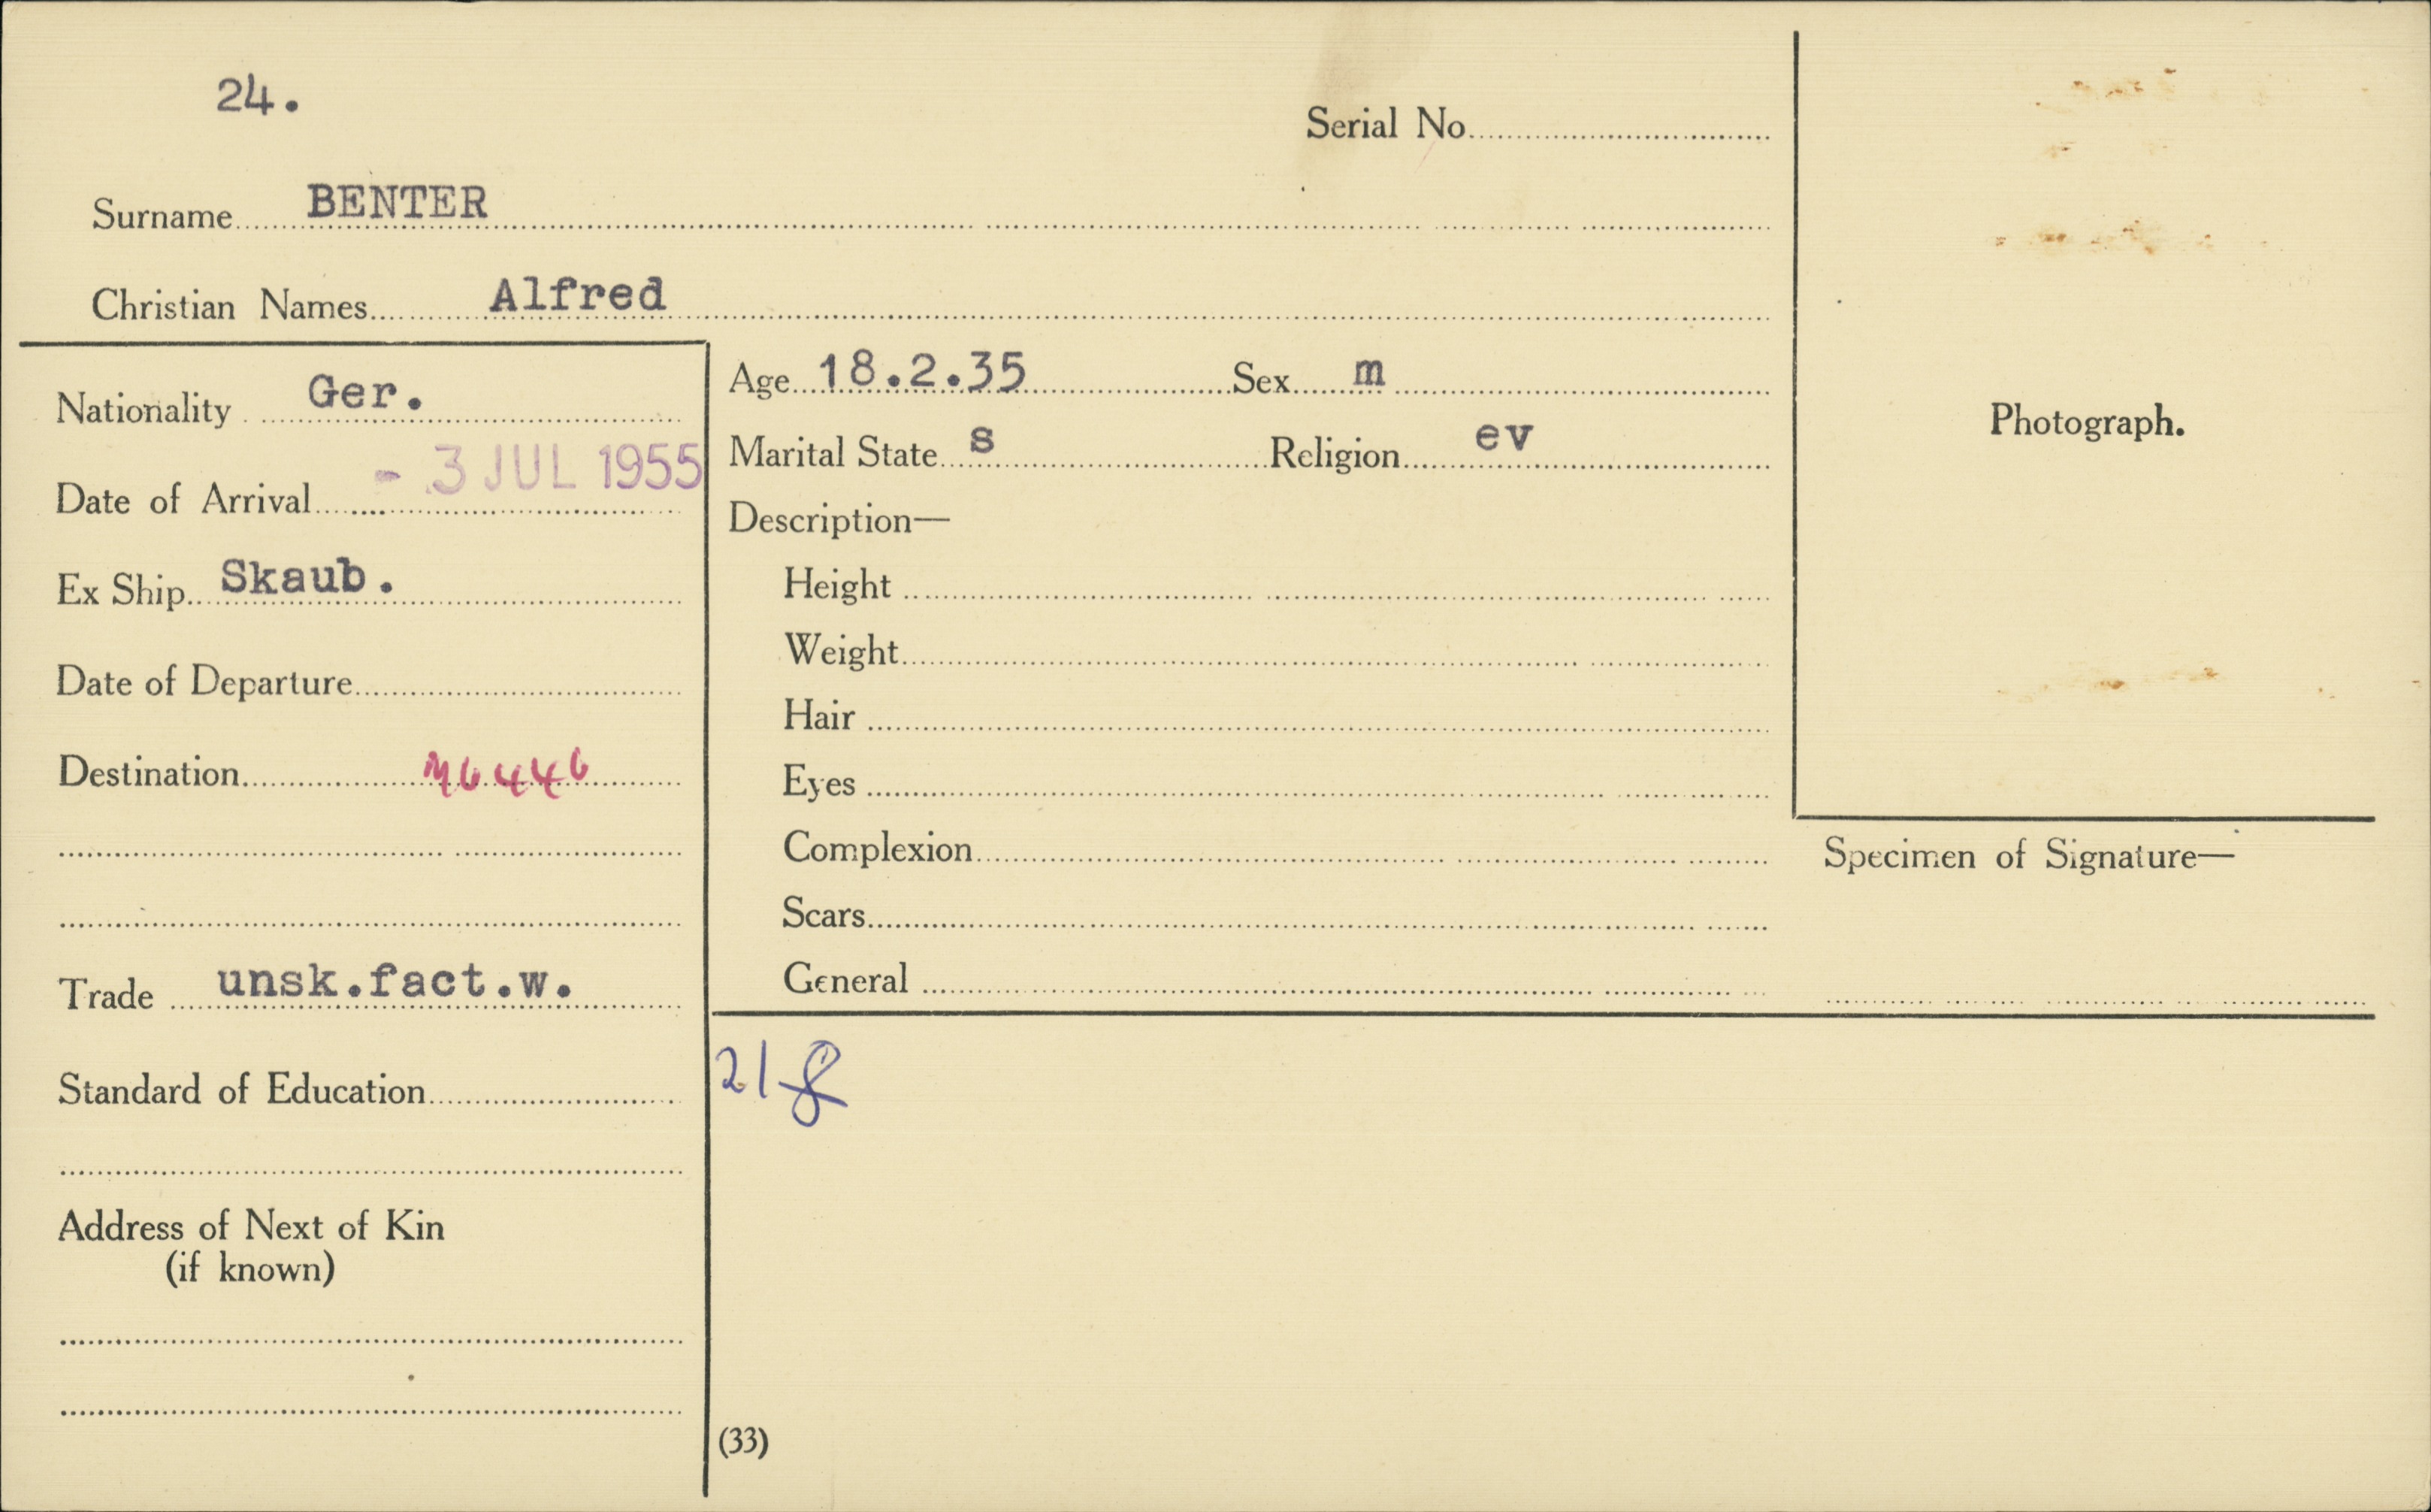 24.
Serial No.
Surname BENTER
Christian Names Alfred
Nationality Ger.
Date of Arrival - 3 JUL 1955
Ex Ship Skaub.
Date of Departure
Destination M6446
Trade unsk.fact.w.
Standard of Education
Address of Next of Kin
(if known)
Age 18.2.35 Sex m
Marital State s Religion ev
Description—
Height
Weight
Hair
Eyes
Complexion
Scars
General
Photograph.
Specimen of Signature—
21
(33)